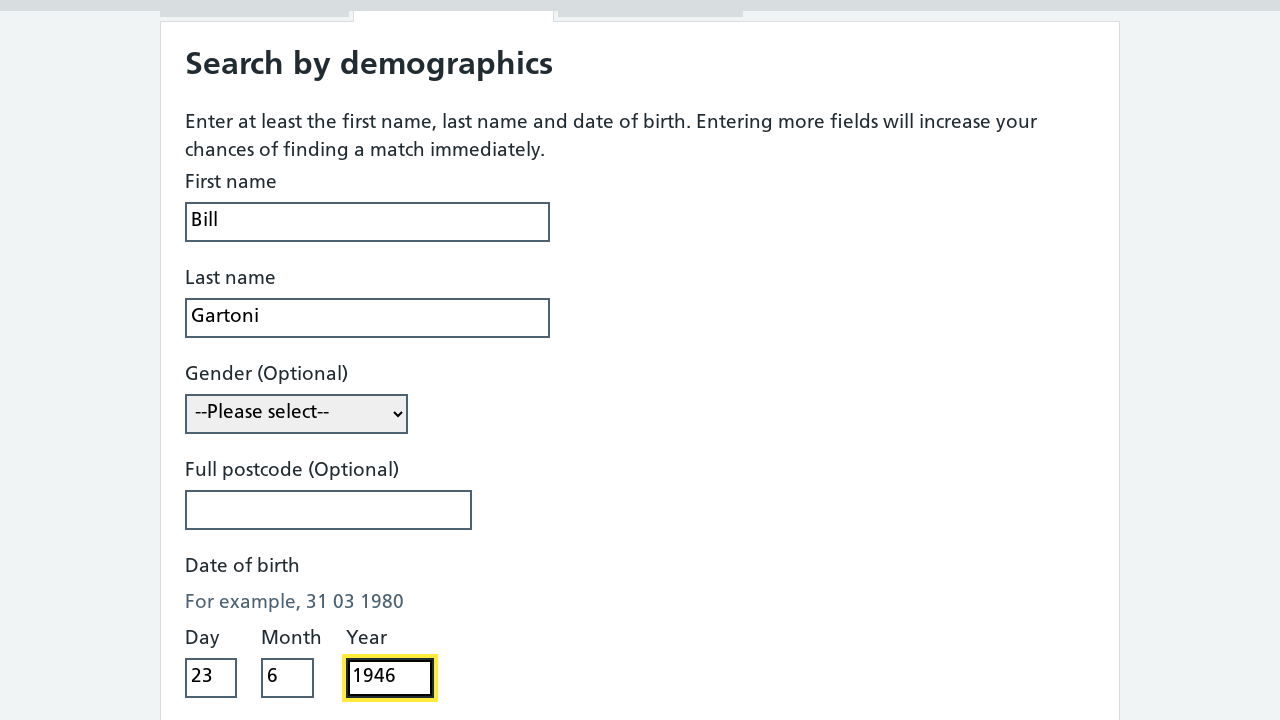 Search by demographics
Enter at least the first name, last name and date of birth. Entering more fields will increase your
chances of finding a match immediately.
First name
Bill
Last name
Gartoni
Gender (Optional)
--Please select--
Full postcode (Optional)
Date of birth
For example, 31 03 1980
Day Month Year
23 6 1946